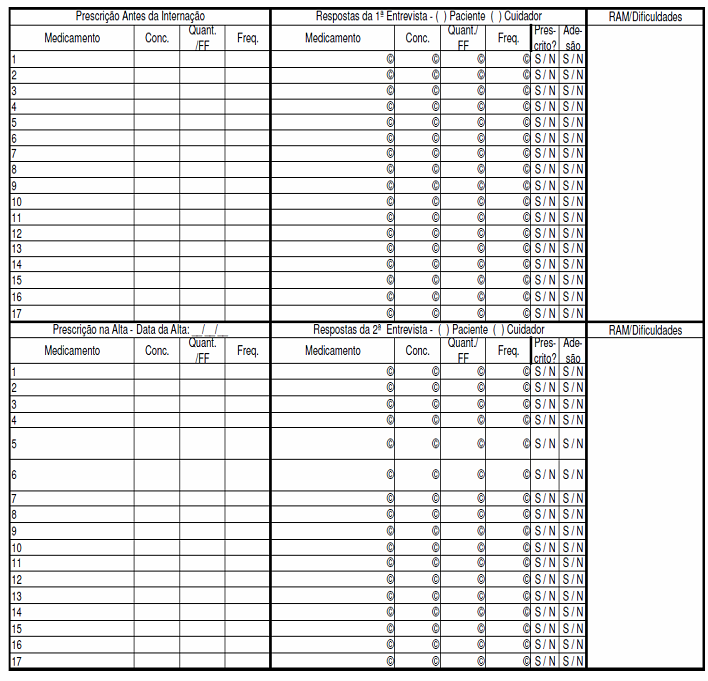 Prescrição Antes da Internação Respostas da 1ª Entrevista - ( ) Paciente ( ) Cuidador RAM/Dificuldades
Medicamento Conc. Quant. /FF Freq. Medicamento Conc. Quant./ FF Freq. Pres- crito? Ade- são
1 © © © © S / N S / N
2 © © © © S / N S / N
3 © © © © S / N S / N
4 © © © © S / N S / N
5 © © © © S / N S / N
6 © © © © S / N S / N
7 © © © © S / N S / N
8 © © © © S / N S / N
9 © © © © S / N S / N
10 © © © © S / N S / N
11 © © © © S / N S / N
12 © © © © S / N S / N
13 © © © © S / N S / N
14 © © © © S / N S / N
15 © © © © S / N S / N
16 © © © © S / N S / N
17 © © © © S / N S / N
Prescrição na Alta - Data da Alta:__/__/__ Respostas da 2ª Entrevista - ( ) Paciente ( ) Cuidador RAM/Dificuldades
Medicamento Conc. Quant. /FF Freq. Medicamento Conc. Quant./ FF Freq. Pres- crito? Ade- são
1 © © © © S / N S / N
2 © © © © S / N S / N
3 © © © © S / N S / N
4 © © © © S / N S / N
5 © © © © S / N S / N
6 © © © © S / N S / N
7 © © © © S / N S / N
8 © © © © S / N S / N
9 © © © © S / N S / N
10 © © © © S / N S / N
11 © © © © S / N S / N
12 © © © © S / N S / N
13 © © © © S / N S / N
14 © © © © S / N S / N
15 © © © © S / N S / N
16 © © © © S / N S / N
17 © © © © S / N S / N